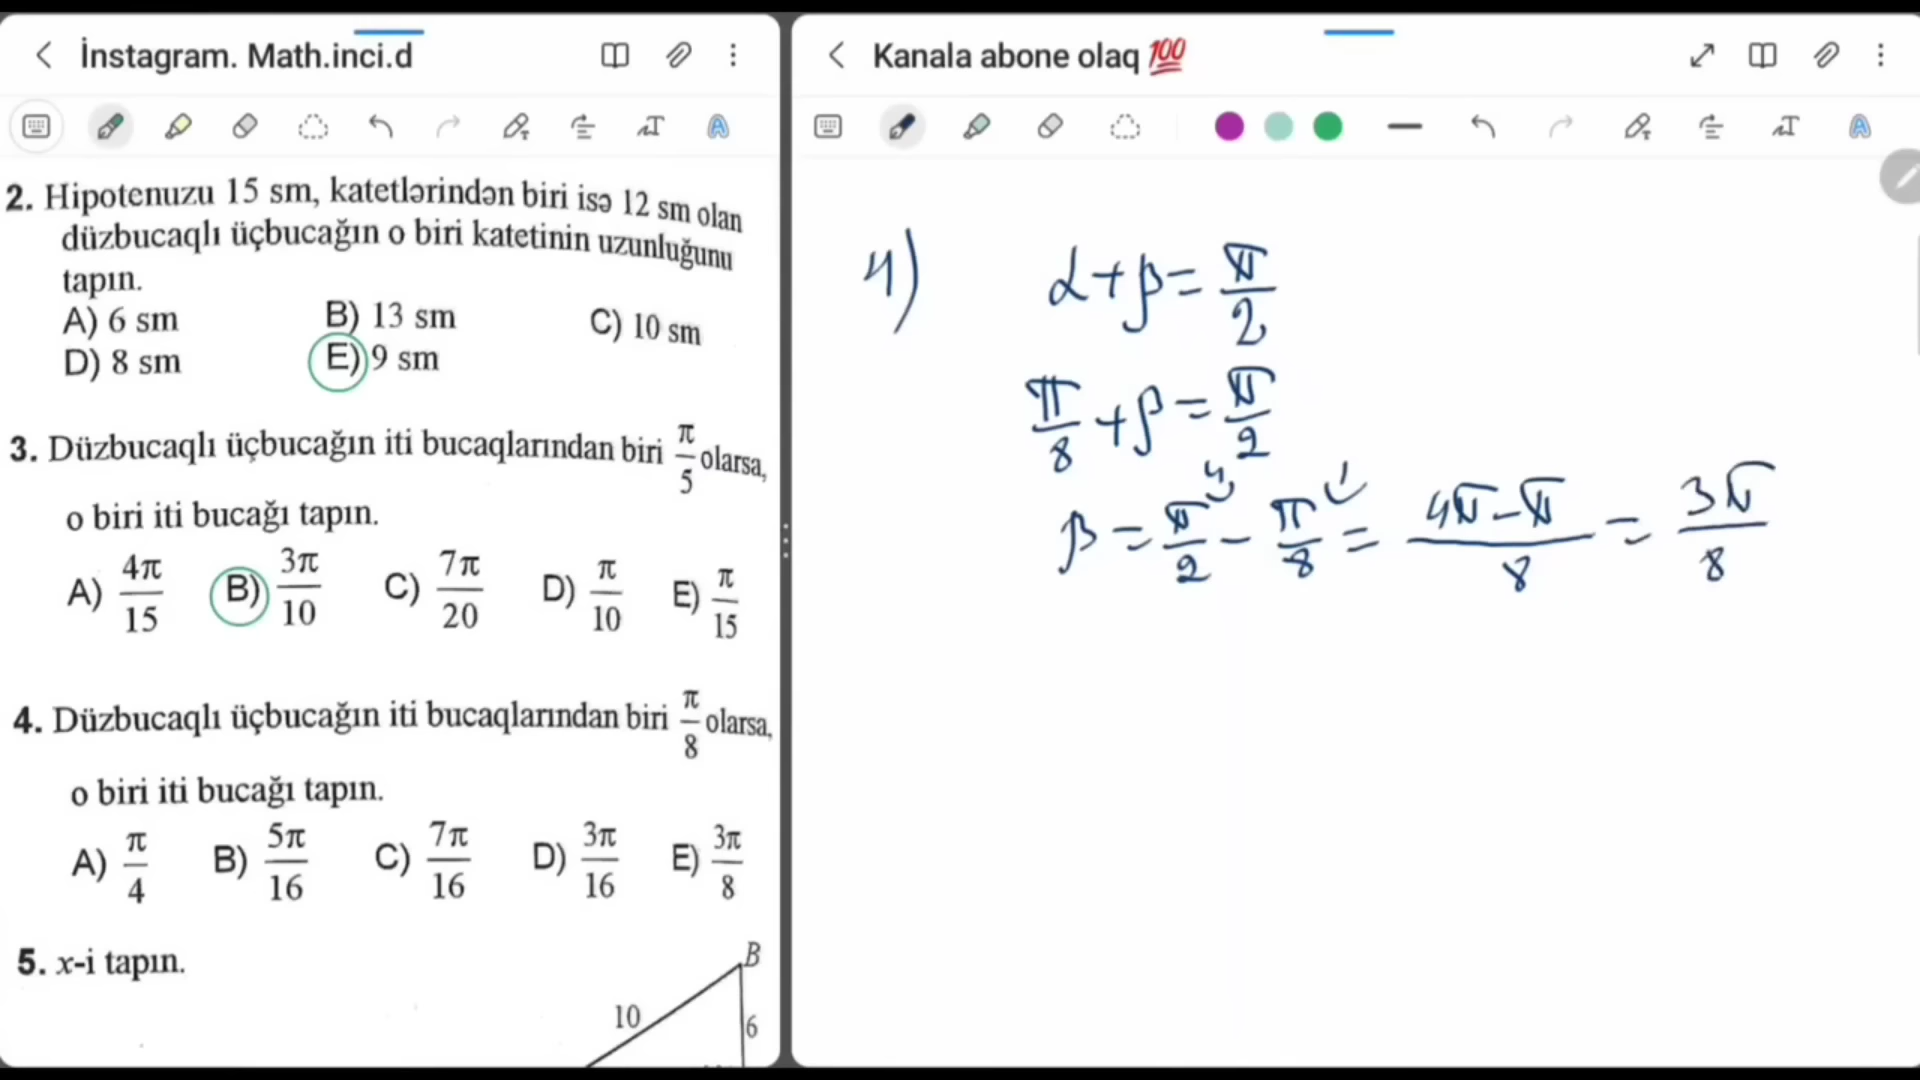 İnstagram. Math.inci.d
2. Hipotenuzu 15 sm, katetlərindən biri isə 12 sm olan
düzbucaqlı üçbucağın o biri katetinin uzunluğunu
tapın.
A) 6 sm B) 13 sm C) 10 sm
D) 8 sm E) 9 sm
3. Düzbucaqlı üçbucağın iti bucaqlarından biri π/5 olarsa,
o biri iti bucağı tapın.
A) 4π/15 B) 3π/10 C) 7π/20 D) π/10 E) π/15
4. Düzbucaqlı üçbucağın iti bucaqlarından biri π/8 olarsa,
o biri iti bucağı tapın.
A) π/4 B) 5π/16 C) 7π/16 D) 3π/16 E) 3π/8
5. x-i tapın.
B
10
6
Kanala abone olaq 💯
4) α+β=π/2
π/8+β=π/2
4 1
β=π/2-π/8=4π-π/8=3π/8